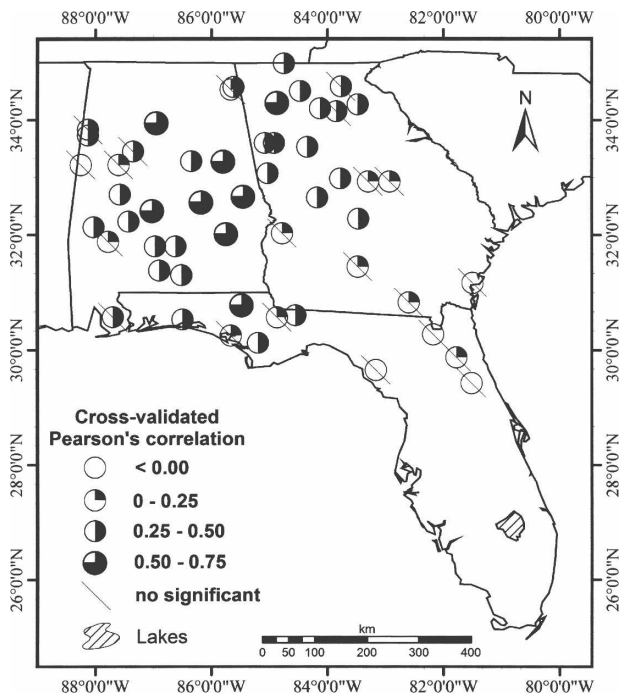 88°0'0"W 86°0'0"W 84°0'0"W 82°0'0"W 80°0'0"W
34°0'0"N 34°0'0"N
N
32°0'0"N 32°0'0"N
30°0'0"N 30°0'0"N
Cross-validated
Pearson's correlation
< 0.00
28°0'0"N 28°0'0"N
0 - 0.25
0.25 - 0.50
0.50 - 0.75
26°0'0"N 26°0'0"N
no significant
Lakes
km
0 50 100 200 300 400
88°0'0"W 86°0'0"W 84°0'0"W 82°0'0"W 80°0'0"W